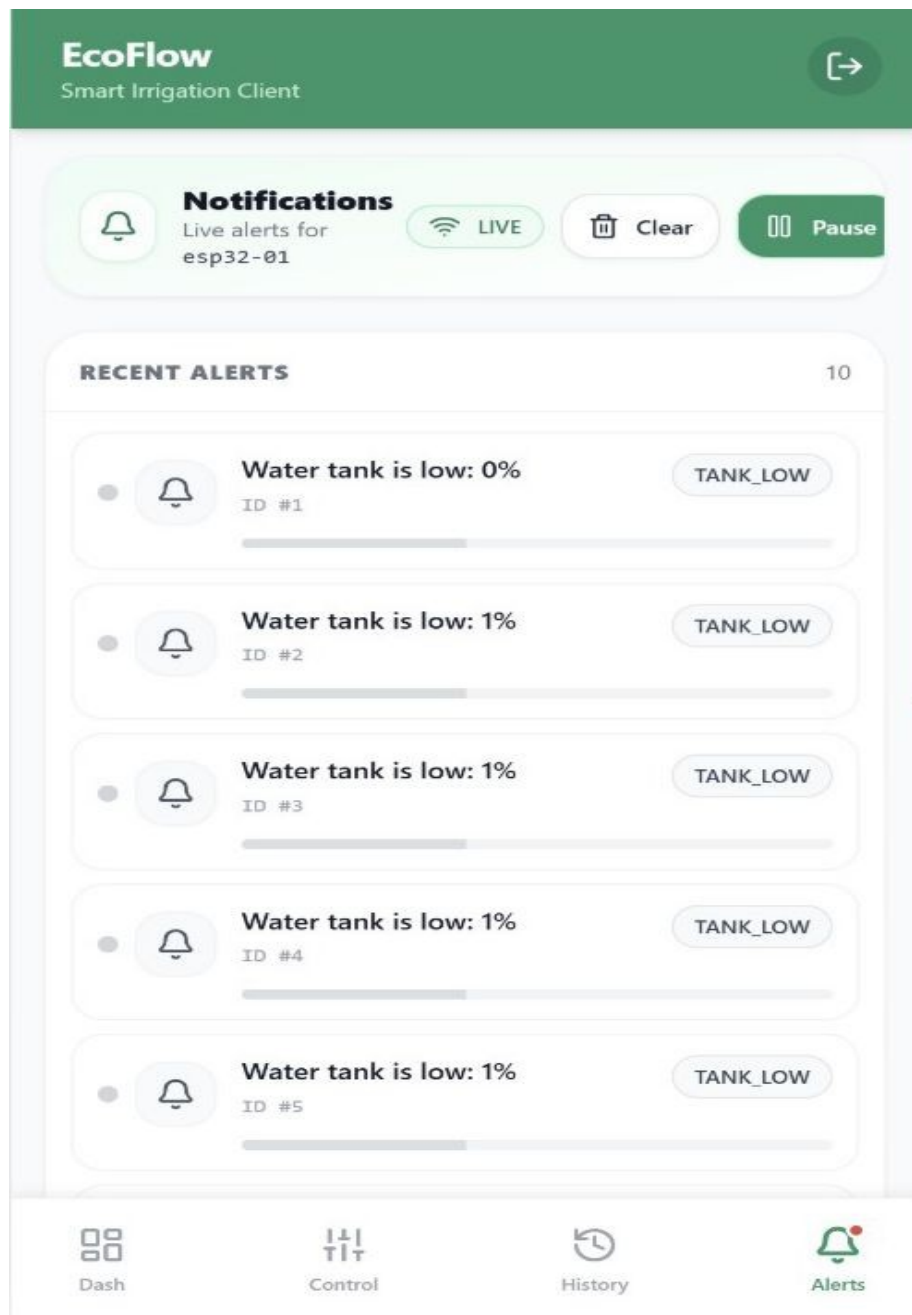 EcoFlow
Smart Irrigation Client
Notifications
Live alerts for
esp32-01
LIVE
Clear
Pause
RECENT ALERTS
10
Water tank is low: 0%
TANK_LOW
ID #1
Water tank is low: 1%
TANK_LOW
ID #2
Water tank is low: 1%
TANK_LOW
ID #3
Water tank is low: 1%
TANK_LOW
ID #4
Water tank is low: 1%
TANK_LOW
ID #5
Dash
Control
History
Alerts